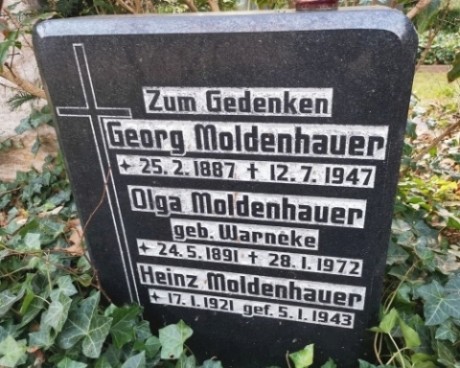 Zum Gedenken
Georg Moldenhauer
✦ 25. 2. 1887 ✝ 12. 7. 1947
Olga Moldenhauer
geb. Warneke
✦ 24. 5. 1891 ✝ 28. 1. 1972
Heinz Moldenhauer
✦ 17. 1. 1921 gef. 5. 1. 1943